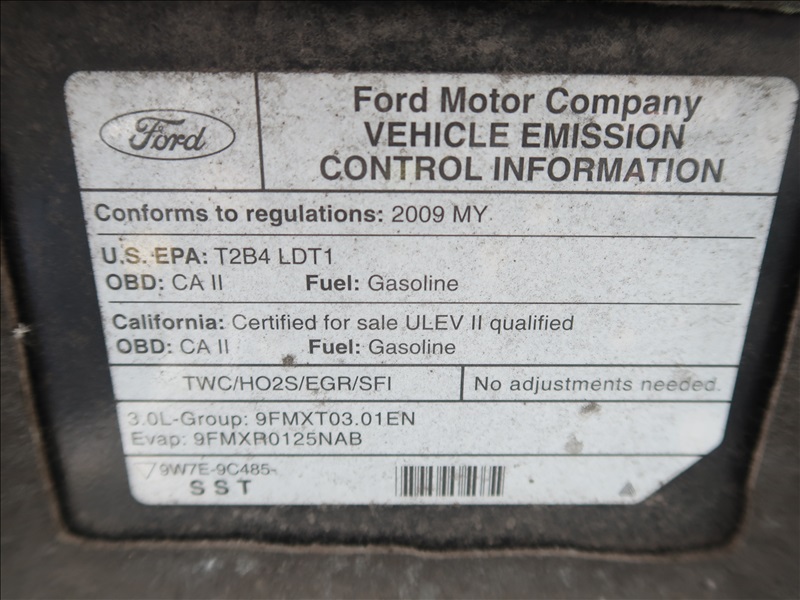 Ford
Ford Motor Company
VEHICLE EMISSION
CONTROL INFORMATION
Conforms to regulations: 2009 MY
U.S. EPA: T2B4 LDT1
OBD: CA II Fuel: Gasoline
California: Certified for sale ULEV II qualified
OBD: CA II Fuel: Gasoline
TWC/HO2S/EGR/SFI No adjustments needed.
3.0L-Group: 9FMXT03.01EN
Evap: 9FMXR0125NAB
9W7E-9C485-
SST